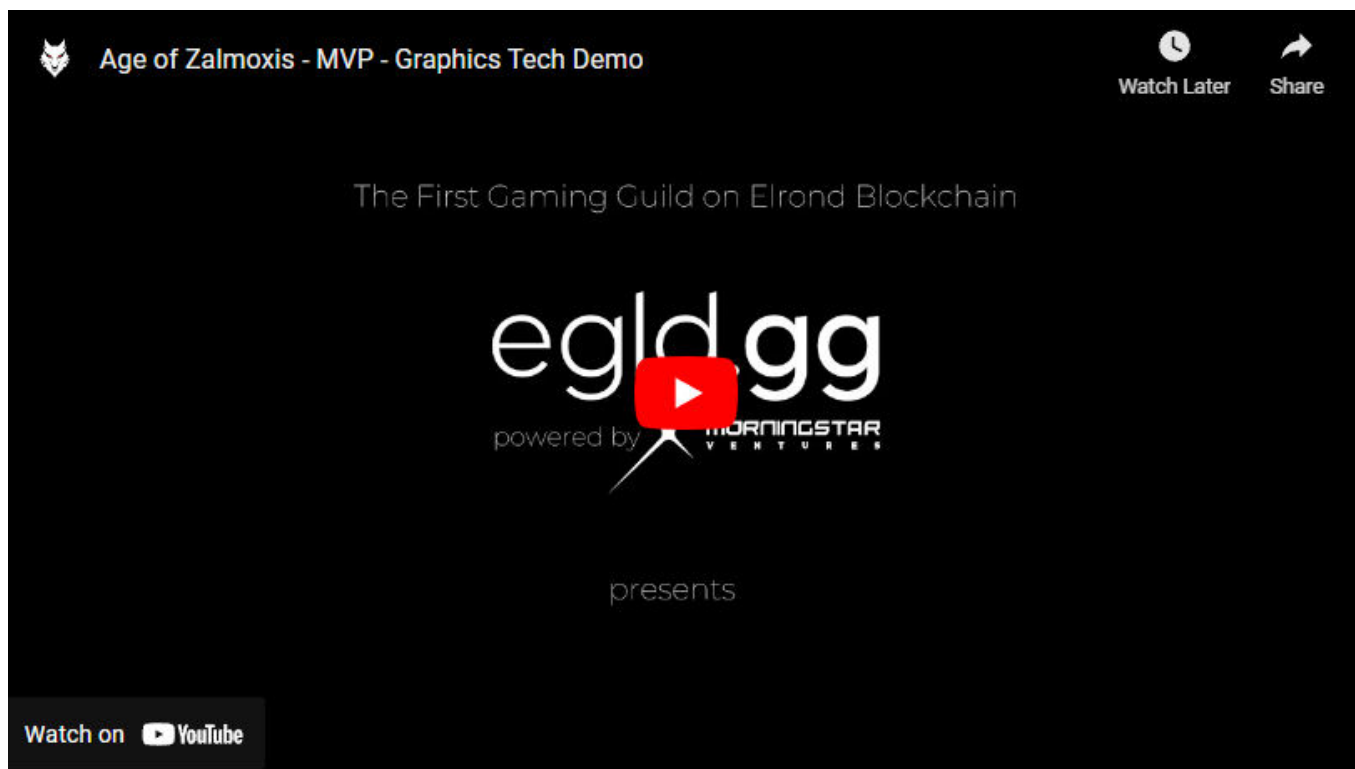 Age of Zalmoxis - MVP - Graphics Tech Demo
Watch Later
Share
The First Gaming Guild on Elrond Blockchain
egld.gg
powered by MORNINGSTAR
VENTURES
presents
Watch on YouTube